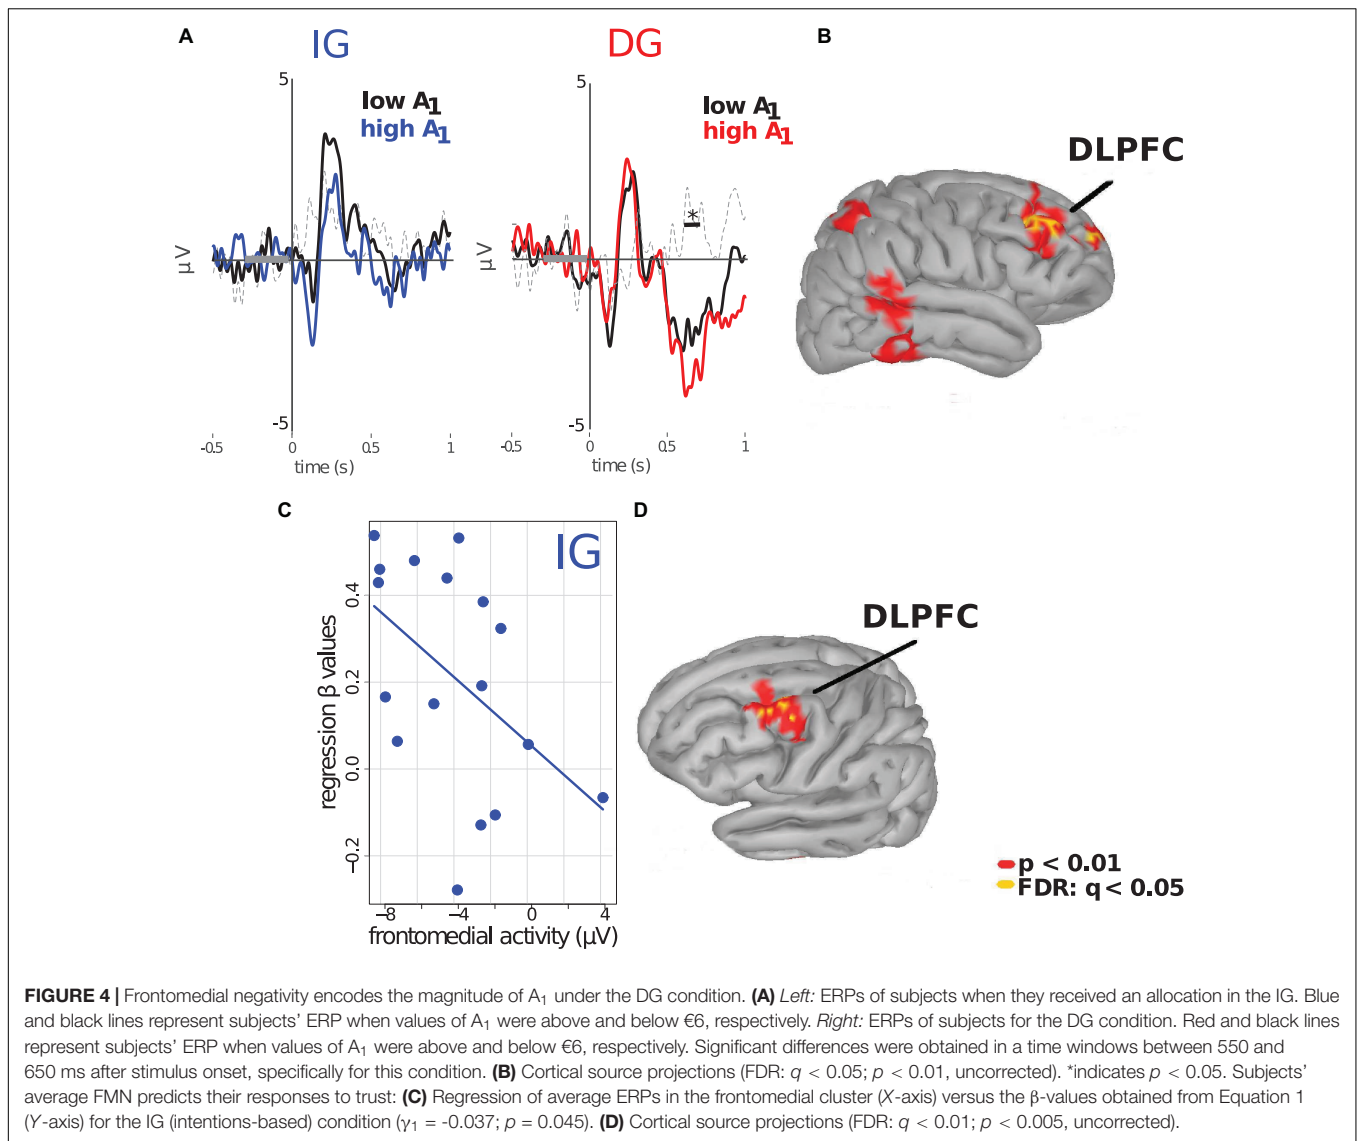 A
IG
DG
B
5
5
low A1
high A1
low A1
high A1
DLPFC
*
μV
μV
-5
-5
-0.5 0 0.5 1
-0.5 0 0.5 1
time (s)
time (s)
C
D
IG
DLPFC
regression β values
0.4
0.2
0.0
−0.2
−8 −4 0 4
frontomedial activity (μV)
p < 0.01
FDR: q < 0.05
FIGURE 4 | Frontomedial negativity encodes the magnitude of A1 under the DG condition. (A) Left: ERPs of subjects when they received an allocation in the IG. Blue
and black lines represent subjects' ERP when values of A1 were above and below €6, respectively. Right: ERPs of subjects for the DG condition. Red and black lines
represent subjects' ERP when values of A1 were above and below €6, respectively. Significant differences were obtained in a time windows between 550 and
650 ms after stimulus onset, specifically for this condition. (B) Cortical source projections (FDR: q < 0.05; p < 0.01, uncorrected). *indicates p < 0.05. Subjects'
average FMN predicts their responses to trust: (C) Regression of average ERPs in the frontomedial cluster (X-axis) versus the β-values obtained from Equation 1
(Y-axis) for the IG (intentions-based) condition (γ1 = -0.037; p = 0.045). (D) Cortical source projections (FDR: q < 0.01; p < 0.005, uncorrected).